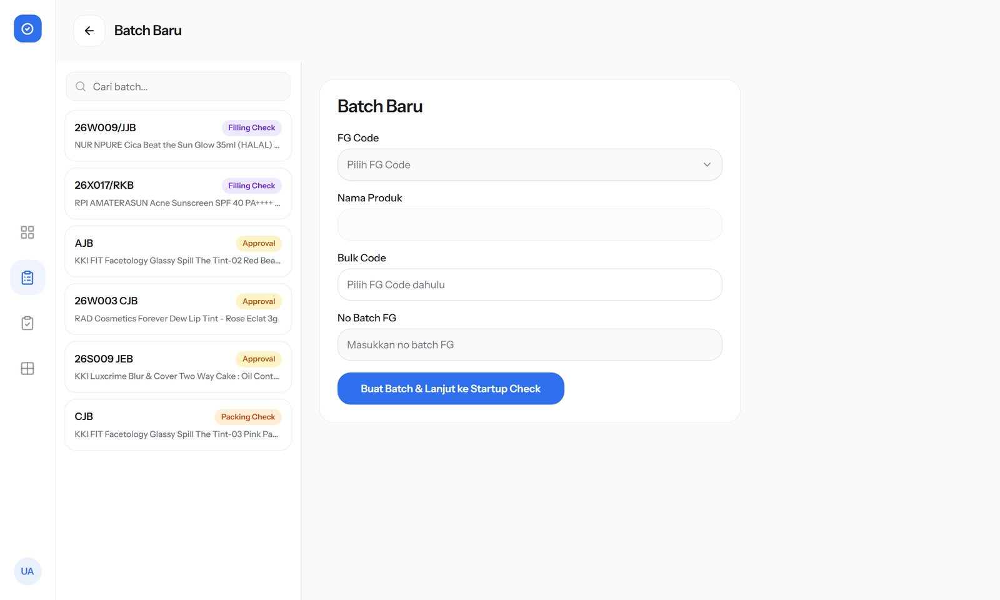 Batch Baru
Cari batch...
26W009/JJB
Filling Check
NUR NPURE Cica Beat the Sun Glow 35ml (HALAL) ...
26X017/RKB
Filling Check
RPI AMATERASUN Acne Sunscreen SPF 40 PA++++ ...
AJB
Approval
KKI FIT Facetology Glassy Spill The Tint-02 Red Bea...
26W003 CJB
Approval
RAD Cosmetics Forever Dew Lip Tint - Rose Eclat 3g
26S009 JEB
Approval
KKI Luxcrime Blur & Cover Two Way Cake : Oil Cont...
CJB
Packing Check
KKI FIT Facetology Glassy Spill The Tint-03 Pink Pa...
UA
Batch Baru
FG Code
Pilih FG Code
Nama Produk
Bulk Code
Pilih FG Code dahulu
No Batch FG
Masukkan no batch FG
Buat Batch & Lanjut ke Startup Check